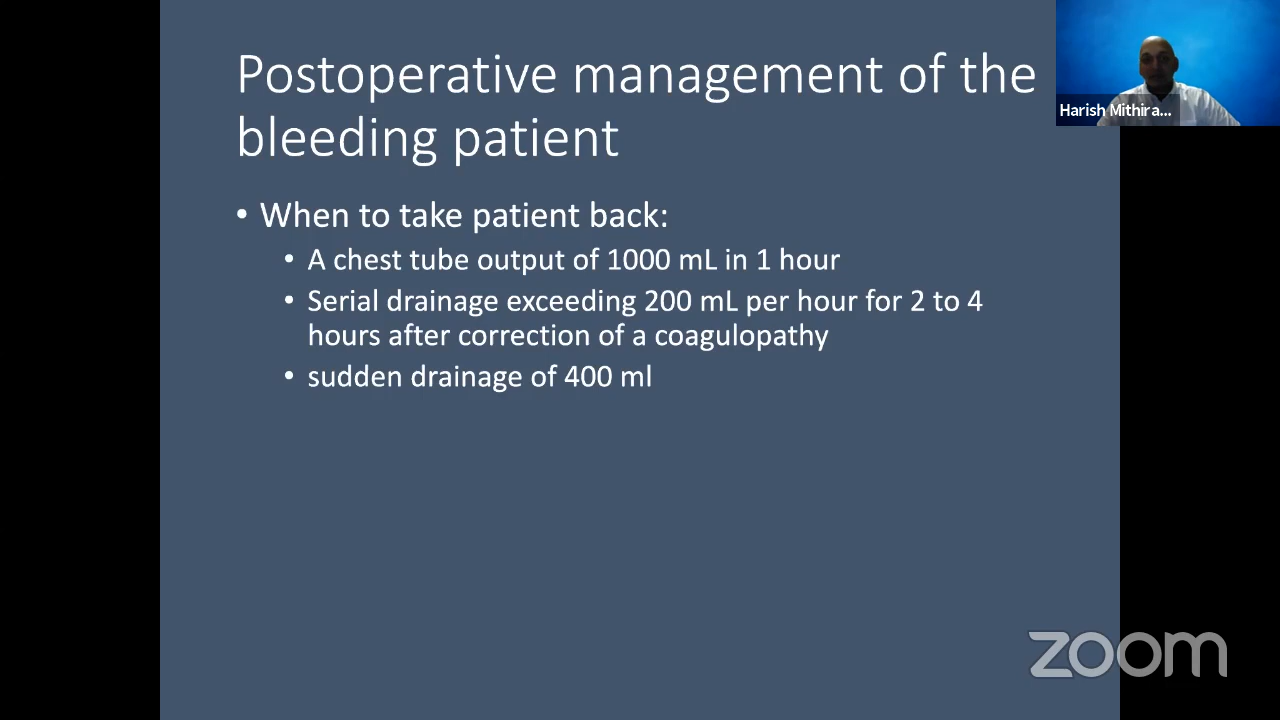 Postoperative management of the
bleeding patient
• When to take patient back:
• A chest tube output of 1000 mL in 1 hour
• Serial drainage exceeding 200 mL per hour for 2 to 4
hours after correction of a coagulopathy
• sudden drainage of 400 ml
Harish Mithira...
zoom